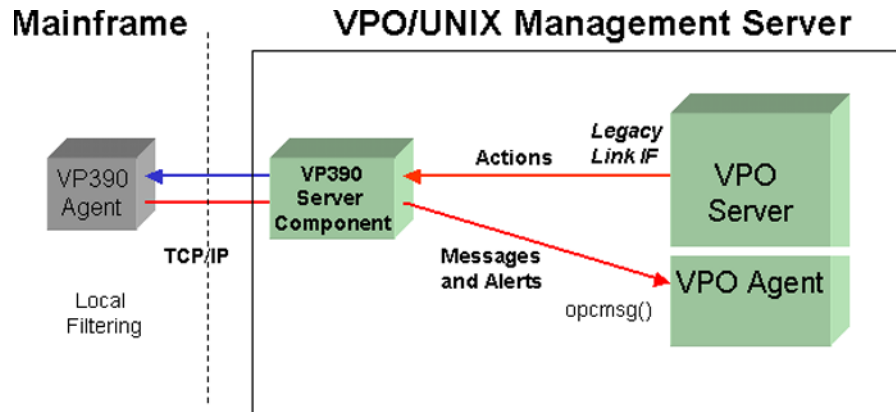 Mainframe
VPO/UNIX Management Server
VP390
Agent
TCP/IP
Local
Filtering
VP390
Server
Component
Actions
Legacy
Link IF
Messages
and Alerts
opcmsg()
VPO
Server
VPO Agent